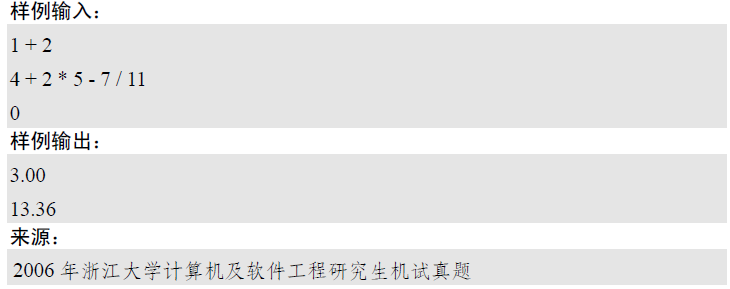 样例输入：
1 + 2
4 + 2 * 5 - 7 / 11
0
样例输出：
3.00
13.36
来源：
2006 年浙江大学计算机及软件工程研究生机试真题